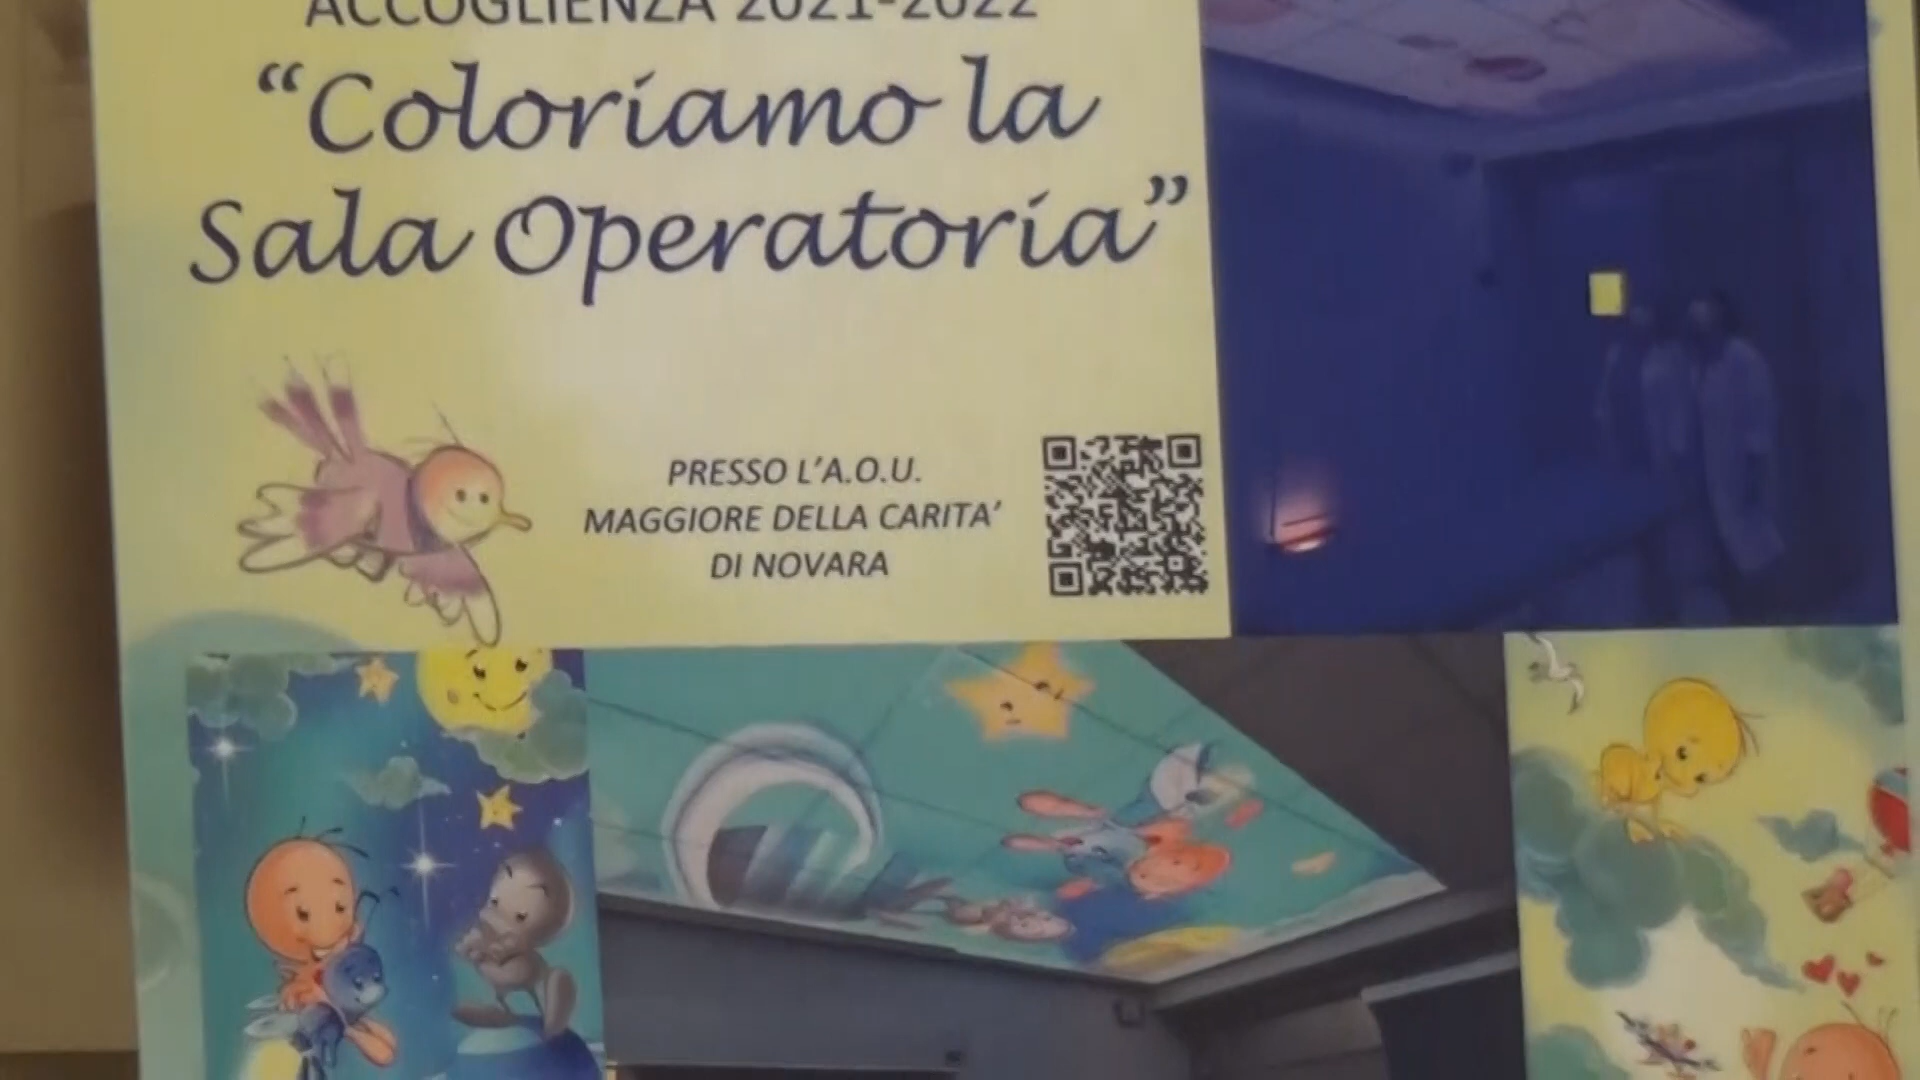 ACCOGLIENZA 2021-2022
“Coloriamo la
Sala Operatoria”
PRESSO L’A.O.U.
MAGGIORE DELLA CARITA’
DI NOVARA